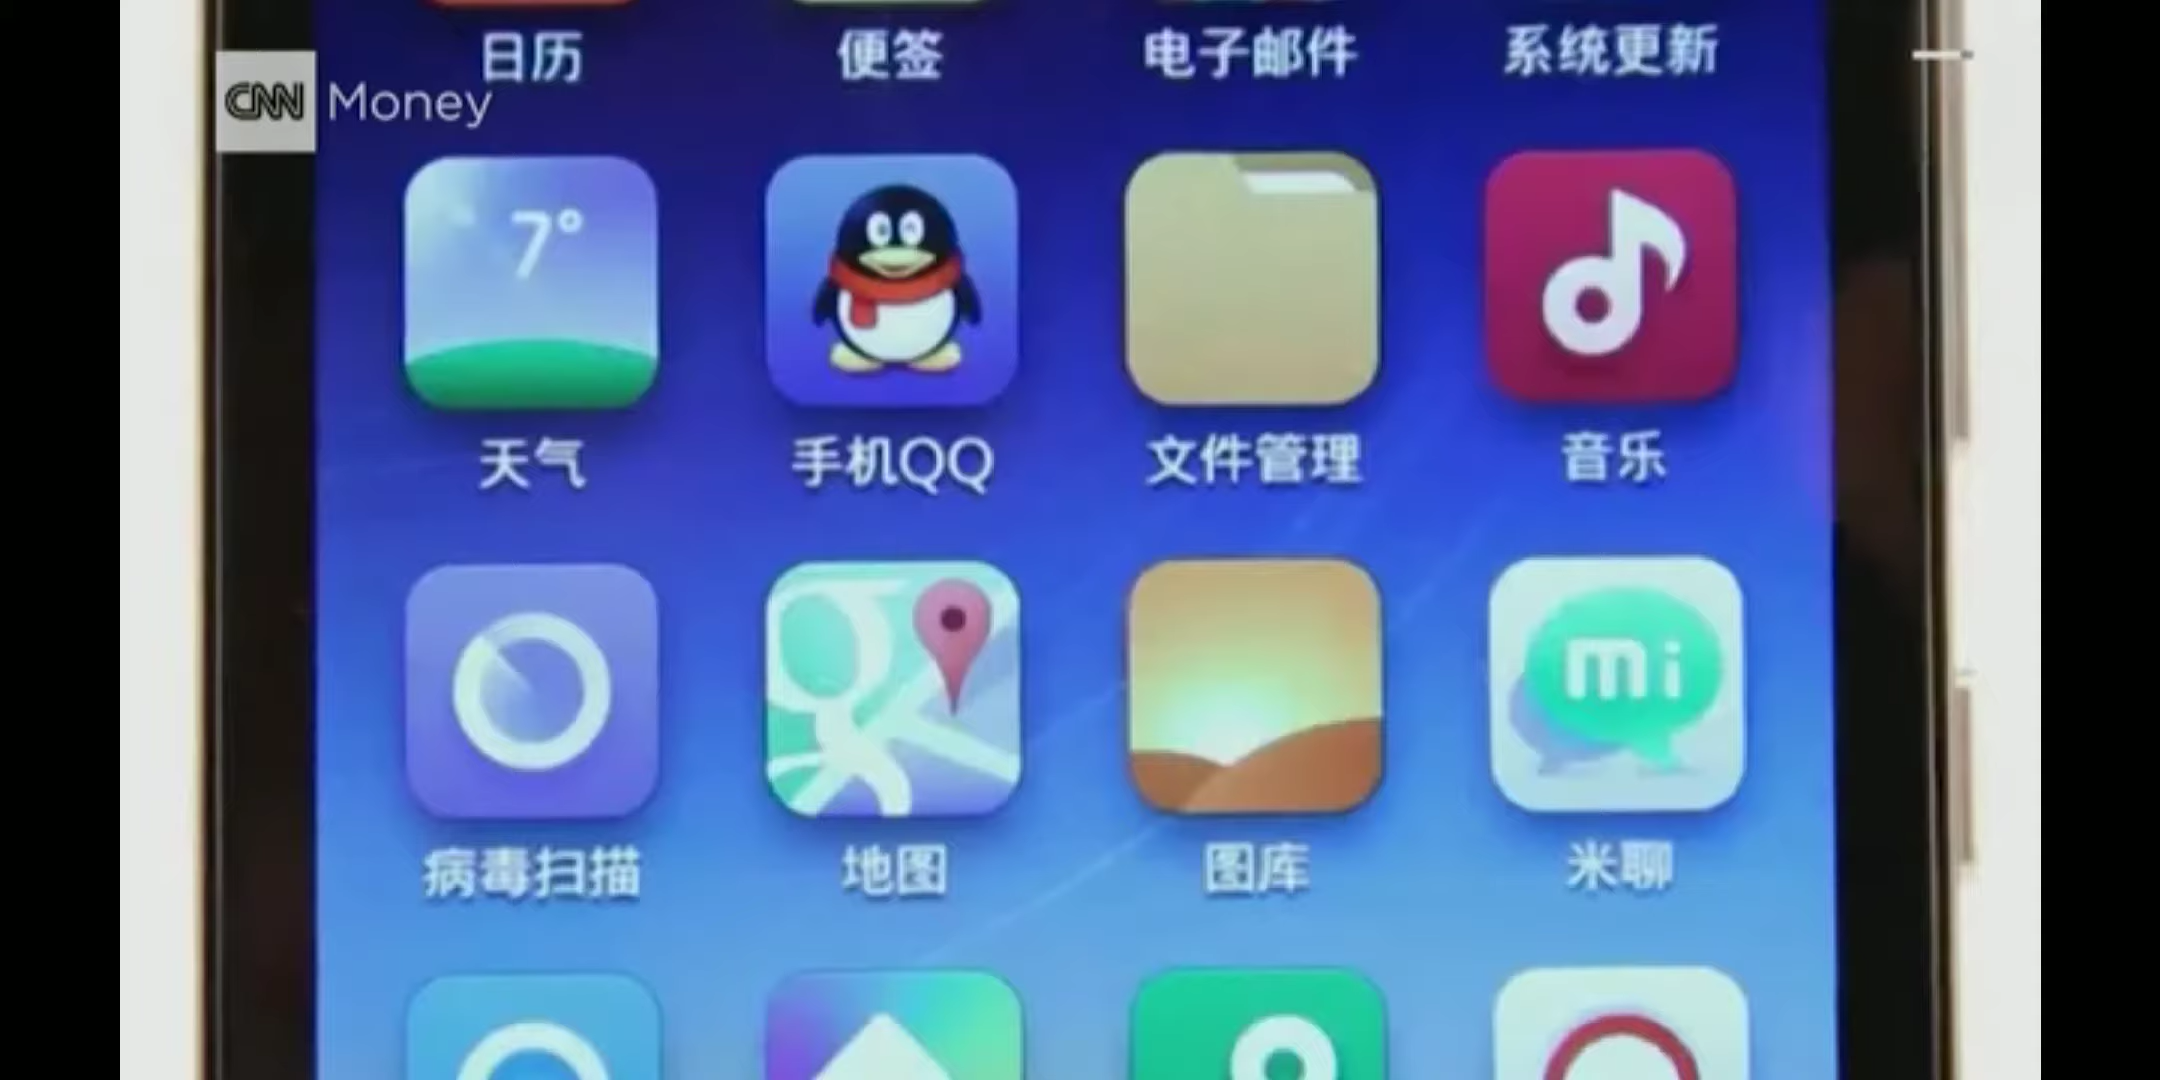 日历 便签 电子邮件 系统更新
CNN Money
7°
天气 手机QQ 文件管理 音乐
mi
病毒扫描 地图 图库 米聊